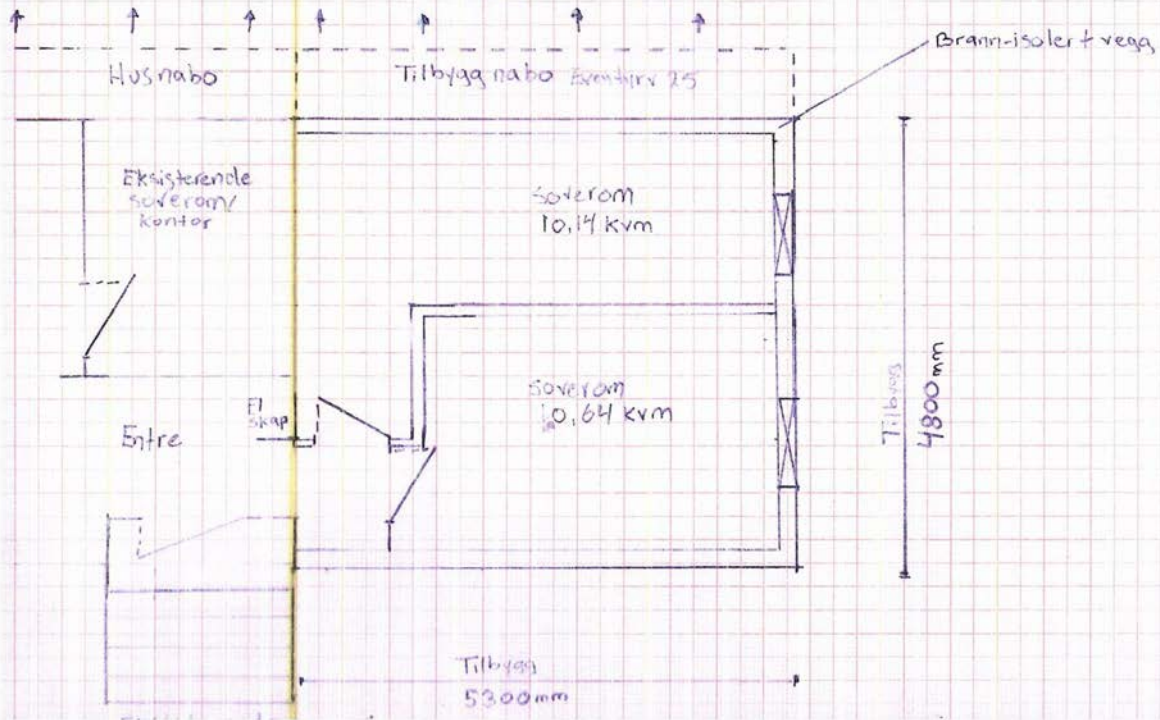 Brann-isolert vegg
Husnabo
Tilbygg nabo
25
Eksisterende
soverom/
kontor
soverom
10,14 kvm
soverom
10,64 kvm
El
skap
Entre
Tilbygg
4800mm
Tilbygg
5300mm